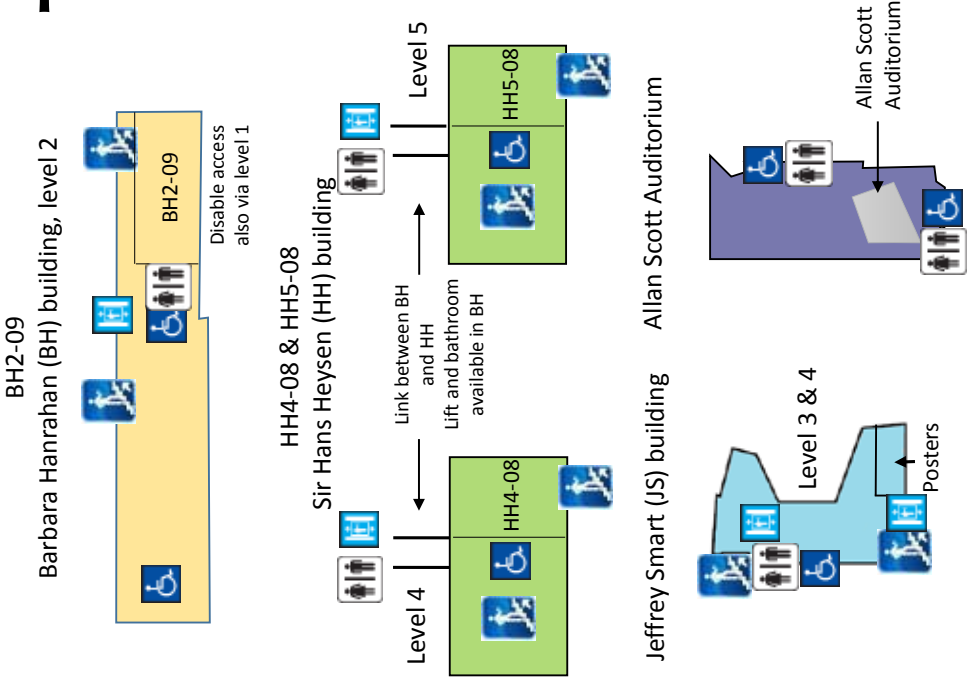 BH2-09
Barbara Hanrahan (BH) building, level 2
BH2-09
Disable access
also via level 1
HH4-08 & HH5-08
Sir Hans Heysen (HH) building
Level 4
HH4-08
Link between BH
and HH
Lift and bathroom
available in BH
Level 5
HH5-08
Jeffrey Smart (JS) building
Level 3 & 4
Posters
Allan Scott Auditorium
Allan Scott
Auditorium